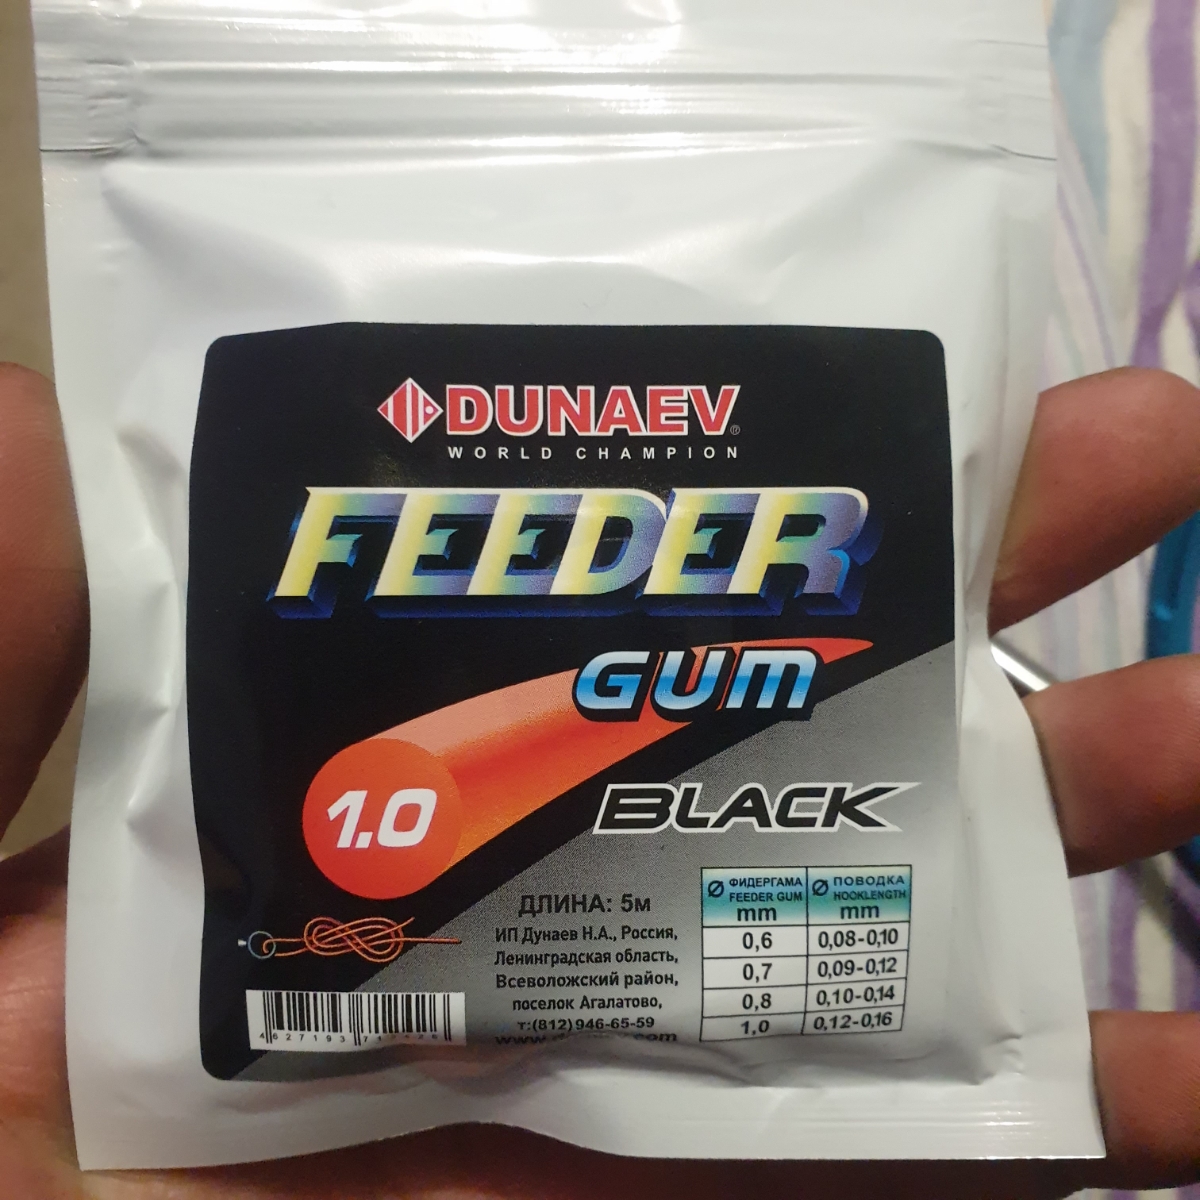 DUNAEV®
WORLD CHAMPION
FEEDER
GUM
1.0
BLACK
ДЛИНА: 5м
ИП Дунаев Н.А., Россия,
Ленинградская область,
Всеволожский район,
поселок Агалатово,
т:(812)946-65-59
Ø ФИДЕРГАМА FEEDER GUM mm Ø ПОВОДКА HOOKLENGTH mm
0,6 0,08-0,10
0,7 0,09-0,12
0,8 0,10-0,14
1,0 0,12-0,16
4 627193